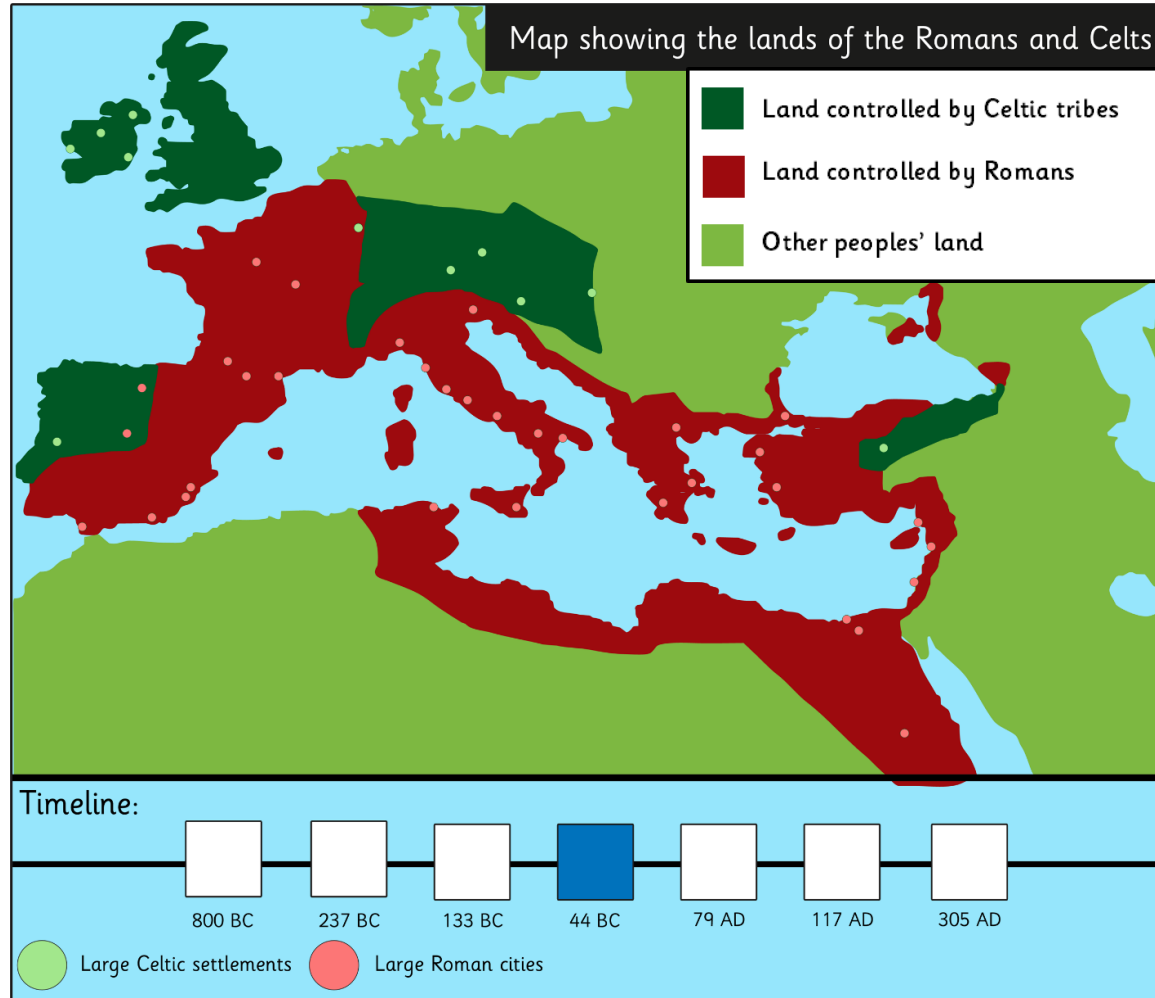 Map showing the lands of the Romans and Celts
Land controlled by Celtic tribes
Land controlled by Romans
Other peoples’ land
Timeline:
800 BC
237 BC
133 BC
44 BC
79 AD
117 AD
305 AD
Large Celtic settlements
Large Roman cities